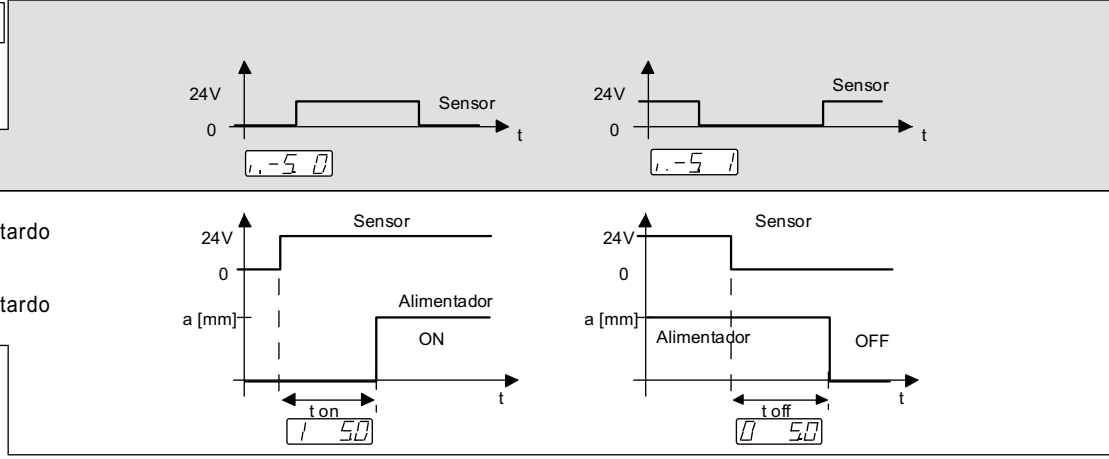 24V
Sensor
0
t
i.-S. 0
24V
Sensor
0
t
i.-S. 1
tardo
tardo
Sensor
24V
0
Alimentador
a [mm]
ON
t
t on
1 5.0
Sensor
24V
0
a [mm]
Alimentador
OFF
t
t off
0 5.0